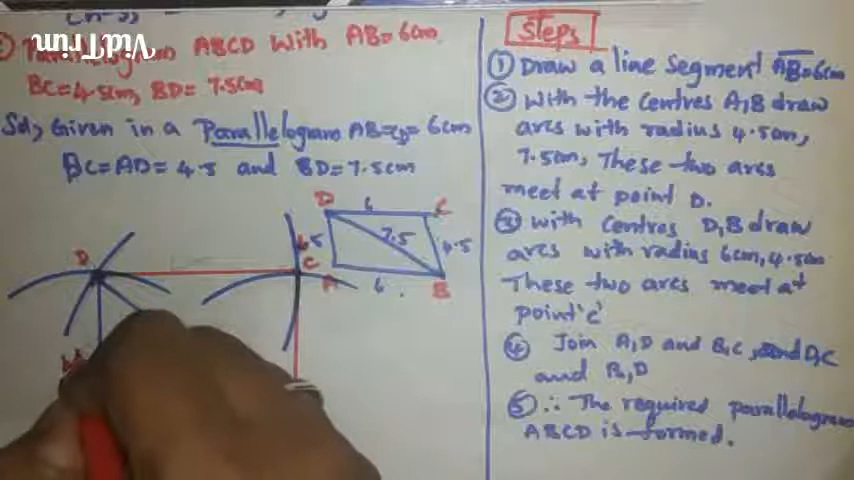 VidTrim
Parallelogram ABCD with AB=6cm
BC=4.5cm, BD= 7.5cm
Sol, Given in a Parallelogram AB=CD= 6cm
BC=AD= 4.5 and BD=7.5cm
D 6 C
4.5 7.5 4.5
A 6 B
D C
Steps
① Draw a line segment AB=6cm
② with the centres A,B draw
arcs with radius 4.5cm,
7.5cm, These two arcs
meet at point D.
③ with centres D,B draw
arcs with radius 6cm, 4.5cm
These two arcs meet at
point 'c'
④ Join A,D and B,C, and D,C
and B,D
⑤ ∴ The required parallelogram
ABCD is formed.